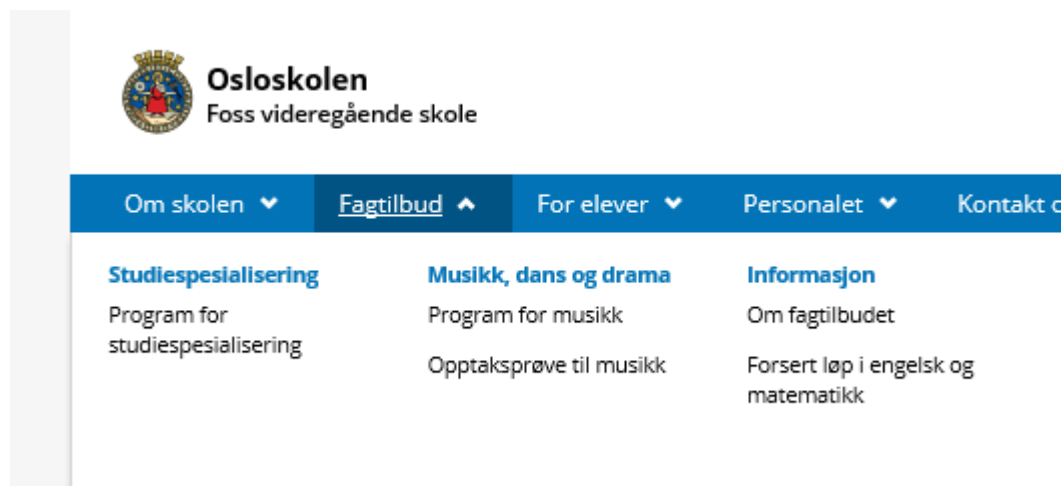 Osloskolen
Foss videregående skole
Om skolen
Fagtilbud
For elever
Personalet
Kontakt
Studiespesialisering
Program for
studiespesialisering
Musikk, dans og drama
Program for musikk
Opptaksprøve til musikk
Informasjon
Om fagtilbudet
Forsert løp i engelsk og
matematikk